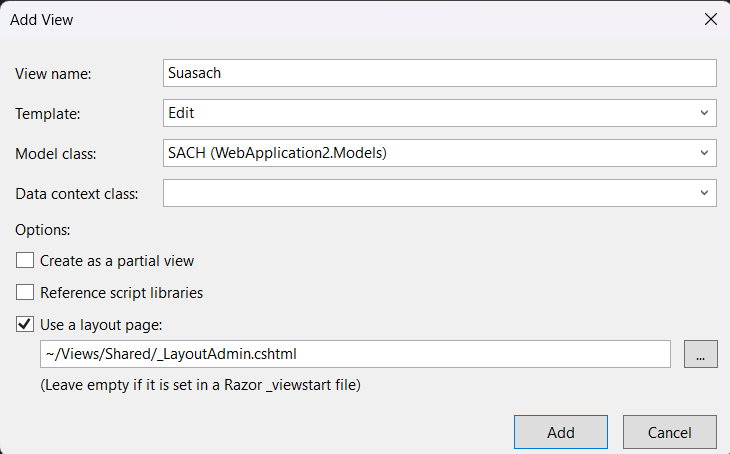 Add View
View name: Suasach
Template: Edit
Model class: SACH (WebApplication2.Models)
Data context class:
Options:
Create as a partial view
Reference script libraries
Use a layout page:
~/Views/Shared/_LayoutAdmin.cshtml ...
(Leave empty if it is set in a Razor _viewstart file)
Add Cancel